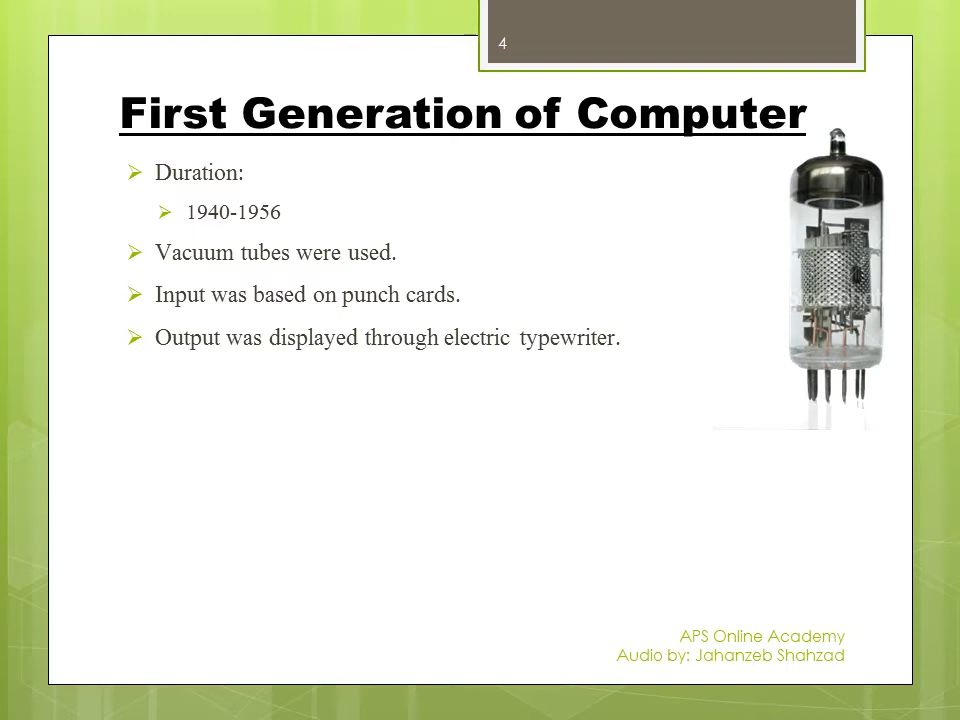 4
First Generation of Computer
Duration:
1940-1956
Vacuum tubes were used.
Input was based on punch cards.
Output was displayed through electric typewriter.
APS Online Academy
Audio by: Jahanzeb Shahzad